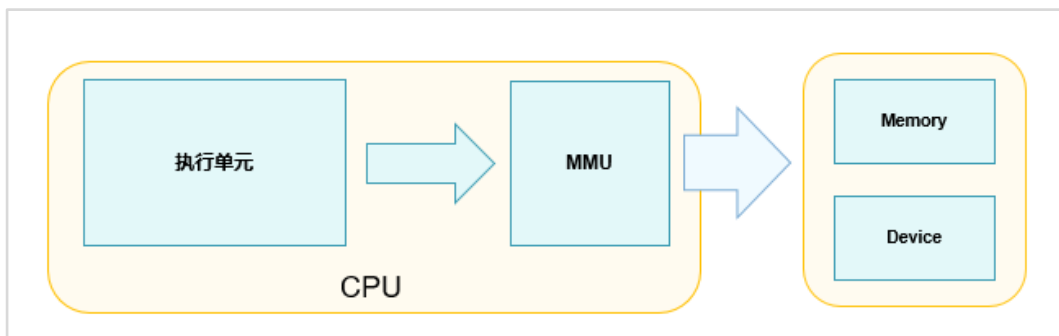 执行单元
MMU
CPU
Memory
Device